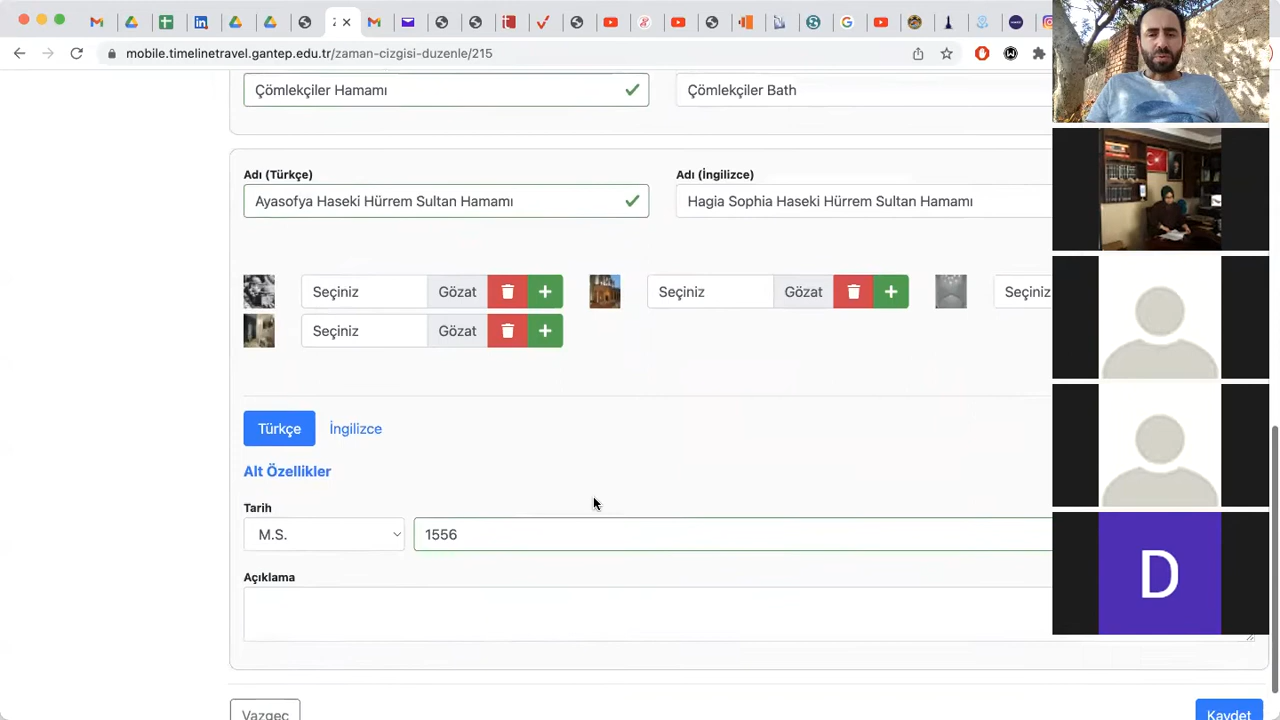 mobile.timelinetravel.gantep.edu.tr/zaman-cizgisi-duzenle/215
Çömlekçiler Hamamı
Çömlekçiler Bath
Adı (Türkçe)
Adı (İngilizce)
Ayasofya Haseki Hürrem Sultan Hamamı
Hagia Sophia Haseki Hürrem Sultan Hamamı
Seçiniz Gözat
Seçiniz Gözat
Seçiniz
Seçiniz Gözat
Türkçe
İngilizce
Alt Özellikler
Tarih
M.S.
1556
Açıklama
Vazgeç
Kaydet
D